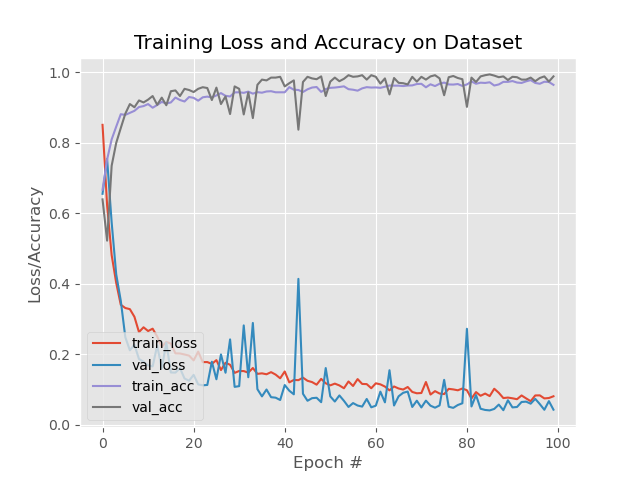 Training Loss and Accuracy on Dataset
Loss/Accuracy
1.0
0.8
0.6
0.4
0.2
0.0
train_loss
val_loss
train_acc
val_acc
0 20 40 60 80 100
Epoch #